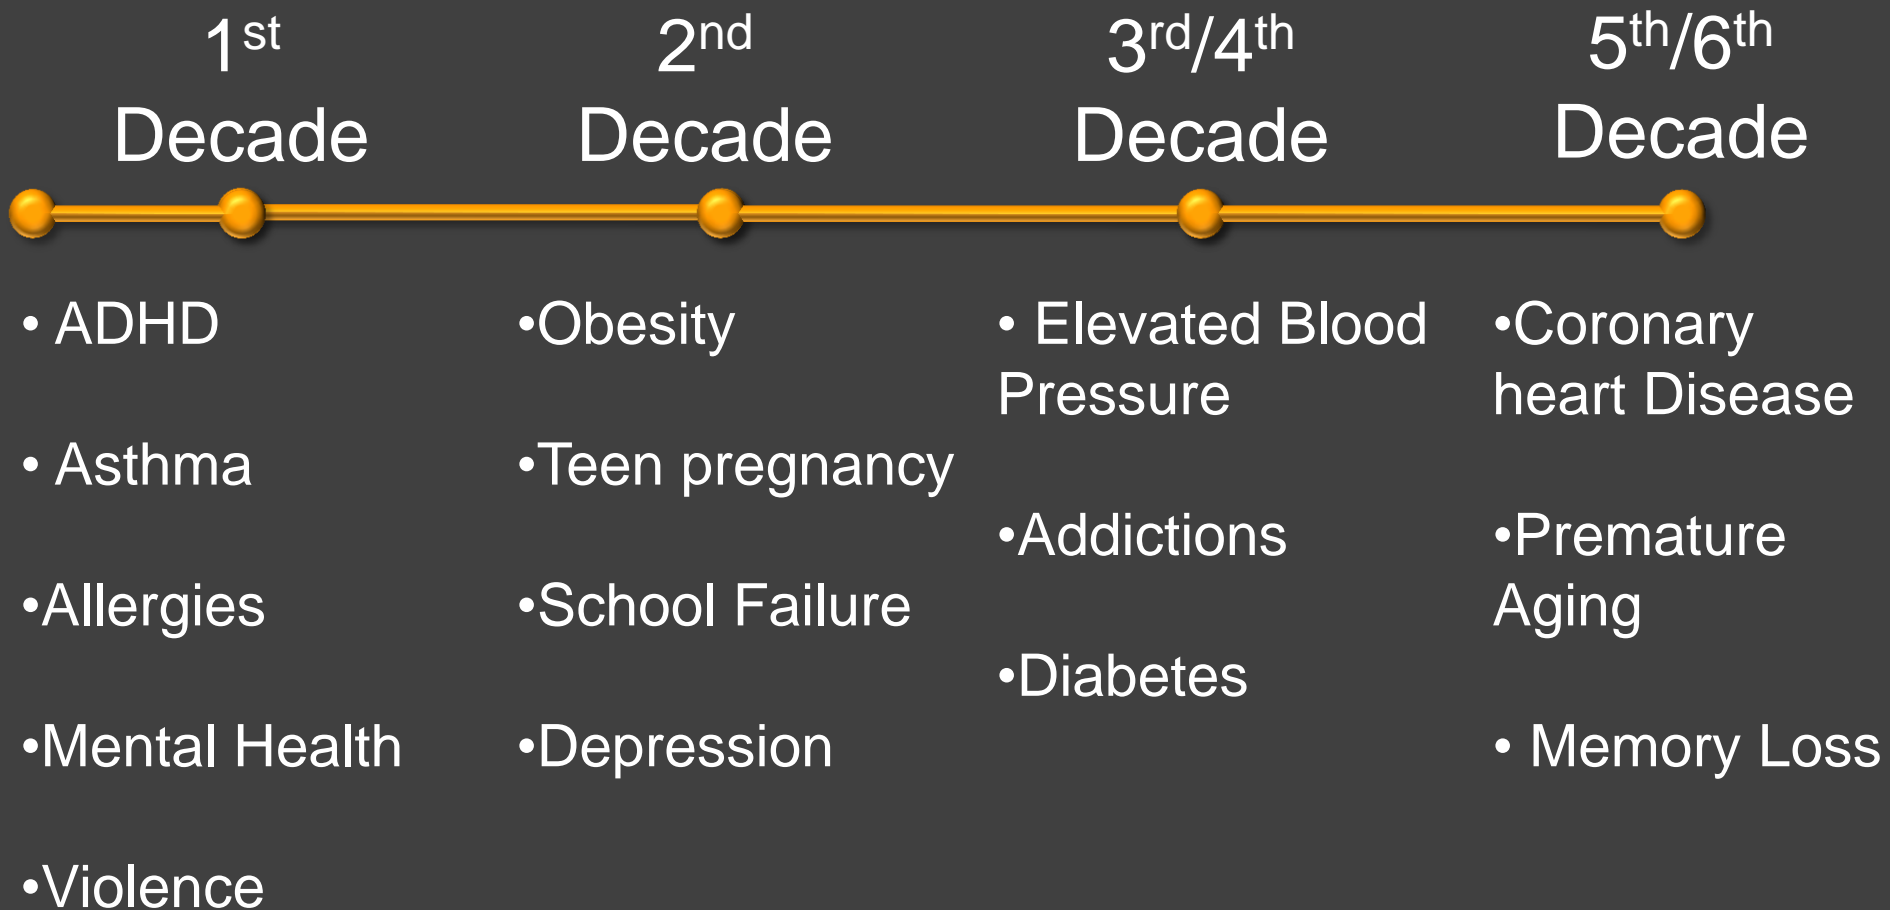 1st
Decade
2nd
Decade
3rd/4th
Decade
5th/6th
Decade
• ADHD
• Asthma
•Allergies
•Mental Health
•Violence
•Obesity
•Teen pregnancy
•School Failure
•Depression
• Elevated Blood
Pressure
•Addictions
•Diabetes
•Coronary
heart Disease
•Premature
Aging
• Memory Loss